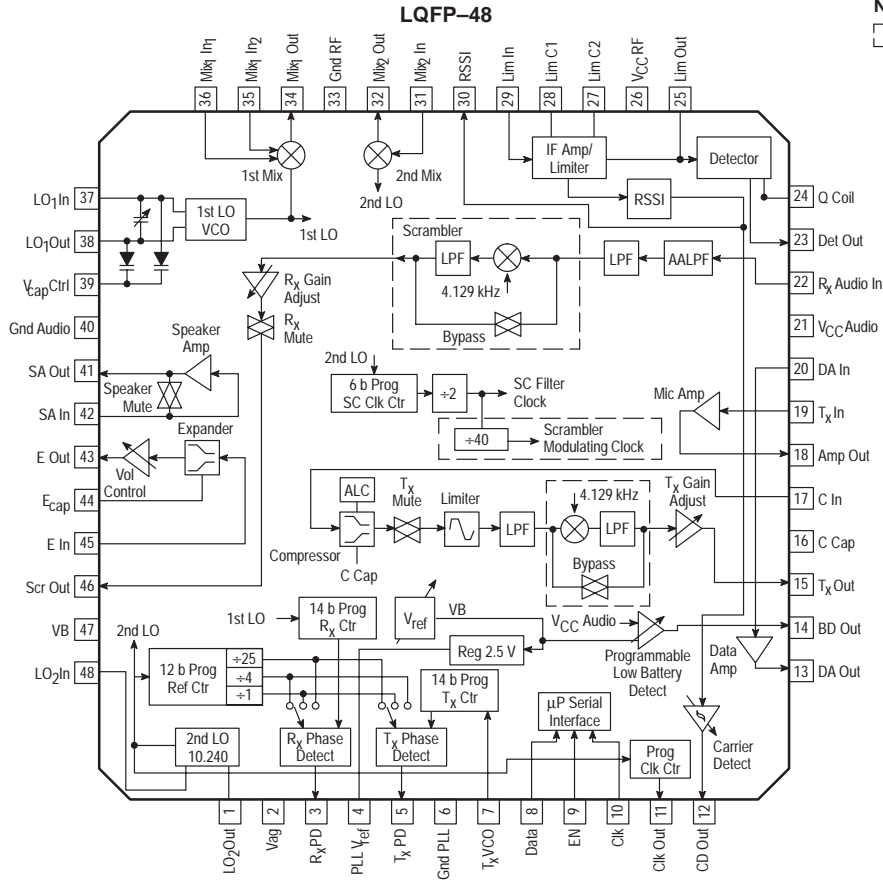 LQFP–48
N
Mix1 In1
Mix1 In2
Mix1 Out
Gnd RF
Mix2 Out
Mix2 In
RSSI
Lim In
Lim C1
Lim C2
VCC RF
Lim Out
36
35
34
33
32
31
30
29
28
27
26
25
1st Mix
2nd Mix
2nd LO
IF Amp/
Limiter
Detector
RSSI
LO1In
37
LO1Out
38
VcapCtrl
39
Gnd Audio
40
SA Out
41
SA In
42
E Out
43
Ecap
44
E In
45
Scr Out
46
VB
47
LO2In
48
1st LO
VCO
1st LO
24
Q Coil
23
Det Out
22
Rx Audio In
21
VCC Audio
20
DA In
19
Tx In
18
Amp Out
17
C In
16
C Cap
15
Tx Out
14
BD Out
13
DA Out
Scrambler
LPF
4.129 kHz
Bypass
LPF
AALPF
Rx Gain
Adjust
Rx
Mute
Speaker
Amp
Speaker
Mute
2nd LO
6 b Prog
SC Clk Ctr
÷2
SC Filter
Clock
÷40
Scrambler
Modulating Clock
Mic Amp
Expander
Vol
Control
ALC
Tx
Mute
Limiter
LPF
4.129 kHz
LPF
Bypass
Tx Gain
Adjust
Compressor
C Cap
1st LO
14 b Prog
Rx Ctr
Vref
VB
VCC Audio
Programmable
Low Battery
Detect
Data
Amp
Reg 2.5 V
2nd LO
12 b Prog
Ref Ctr
÷25
÷4
÷1
14 b Prog
Tx Ctr
µP Serial
Interface
2nd LO
10.240
Rx Phase
Detect
Tx Phase
Detect
Prog
Clk Ctr
Carrier
Detect
1
2
3
4
5
6
7
8
9
10
11
12
LO2Out
Vag
RxPD
PLL Vref
Tx PD
Gnd PLL
TxVCO
Data
EN
Clk
Clk Out
CD Out